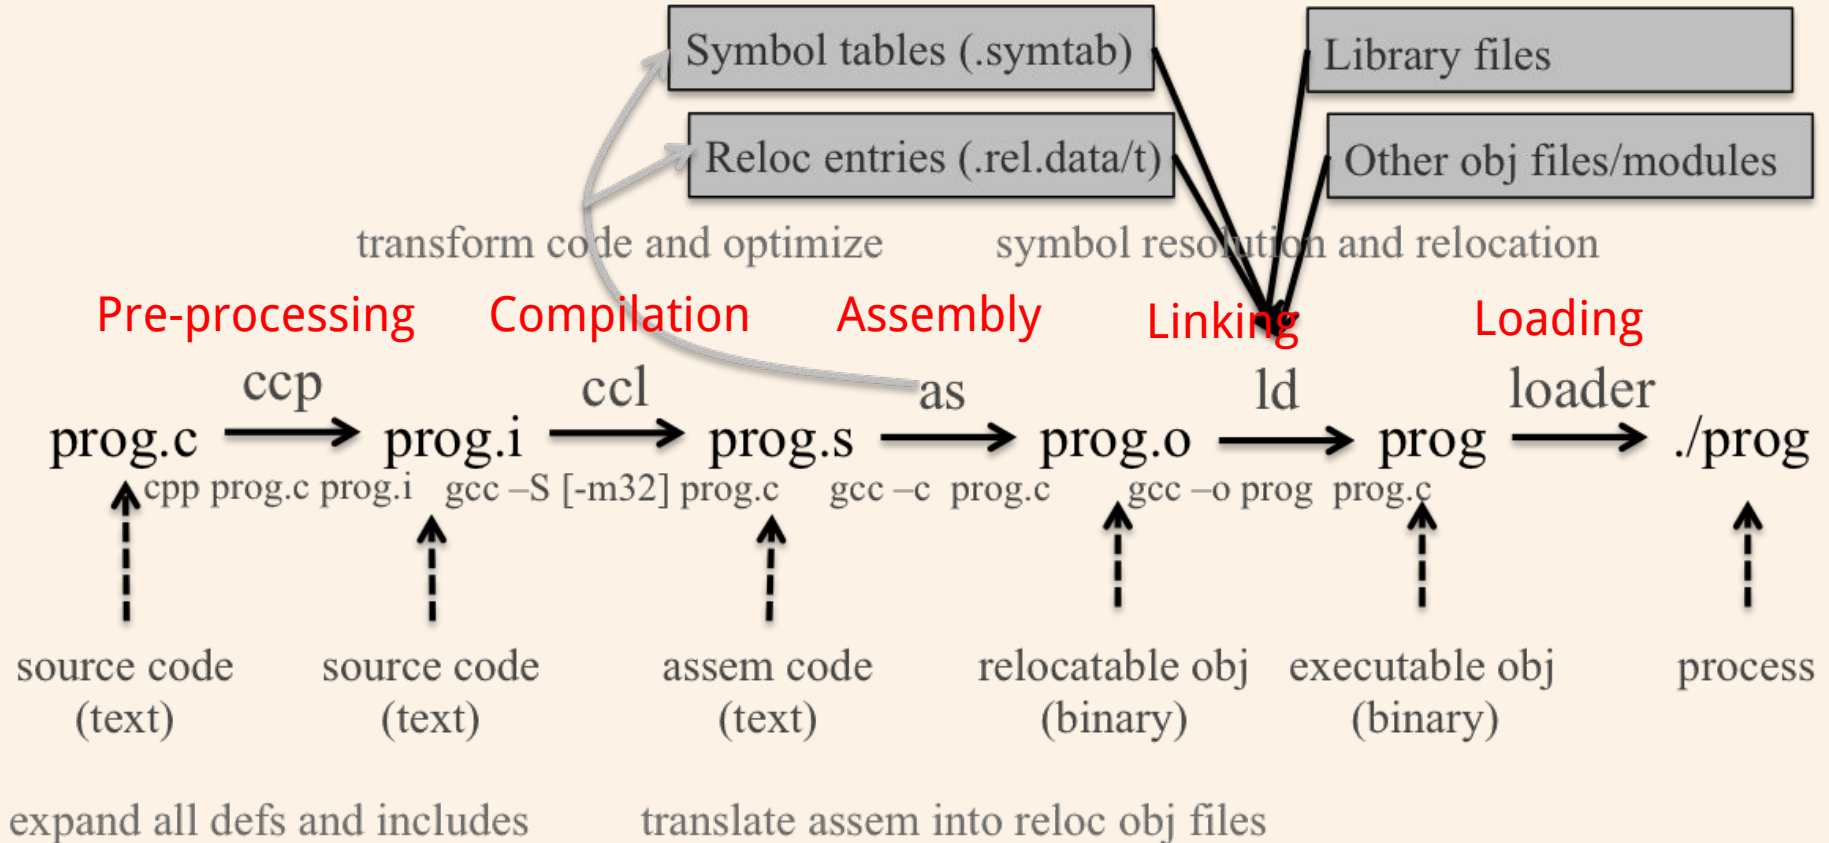 Symbol tables (.symtab)
Library files
Reloc entries (.rel.data/t)
Other obj files/modules
transform code and optimize
symbol resolution and relocation
Pre-processing
Compilation
Assembly
Linking
Loading
ccp
ccl
as
ld
loader
prog.c
prog.i
prog.s
prog.o
prog
./prog
cpp prog.c prog.i
gcc –S [-m32] prog.c
gcc –c prog.c
gcc –o prog prog.c
source code
(text)
source code
(text)
assem code
(text)
relocatable obj
(binary)
executable obj
(binary)
process
expand all defs and includes
translate assem into reloc obj files